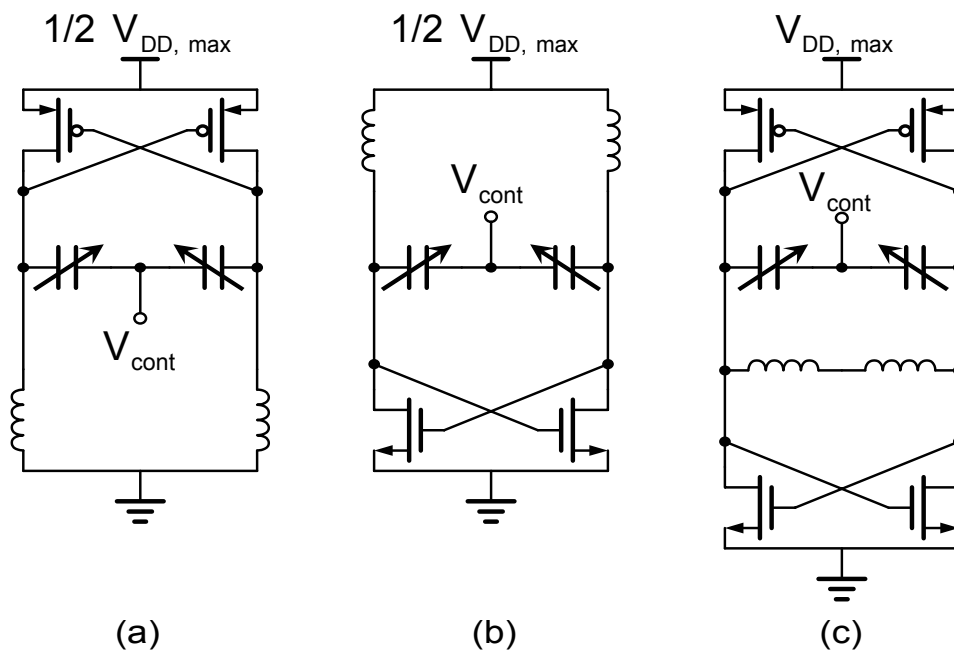 1/2 V_DD, max
1/2 V_DD, max
V_DD, max
V_cont
V_cont
V_cont
(a)
(b)
(c)